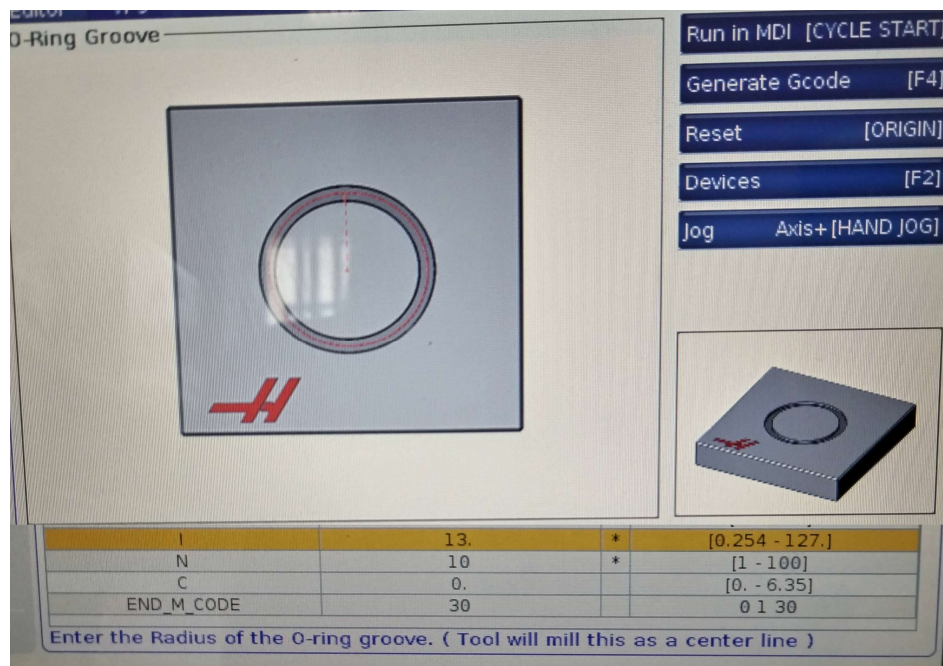 Editor
O-Ring Groove
Run in MDI [CYCLE START]
Generate Gcode [F4]
Reset [ORIGIN]
Devices [F2]
Jog Axis+[HAND JOG]
I 13. * [0.254 - 127.]
N 10 * [1 - 100]
C 0. [0. - 6.35]
END_M_CODE 30 0 1 30
Enter the Radius of the O-ring groove. ( Tool will mill this as a center line )